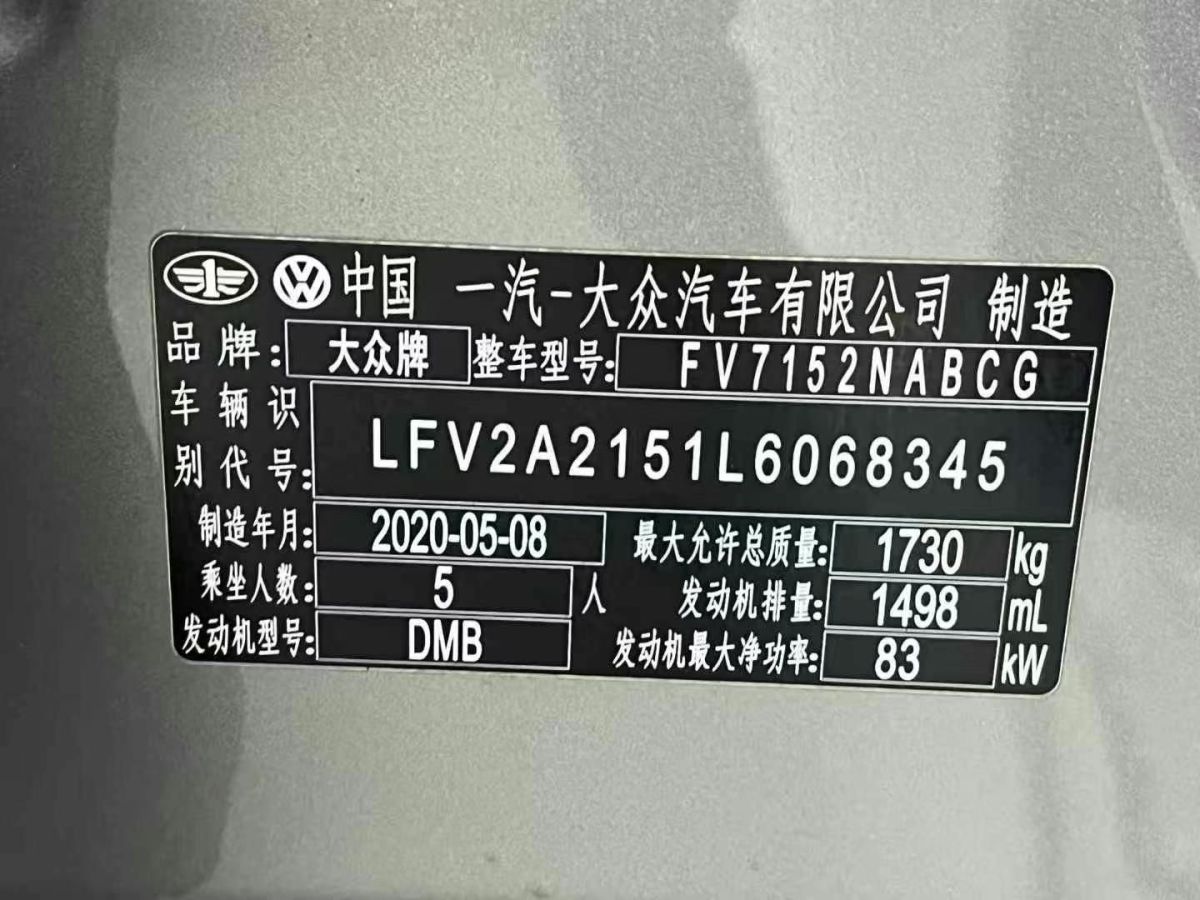 中国 一汽-大众汽车有限公司 制造
品牌: 大众牌 整车型号: FV7152NABCG
车辆识
别代号: LFV2A2151L6068345
制造年月: 2020-05-08 最大允许总质量: 1730 kg
乘坐人数: 5 人 发动机排量: 1498 mL
发动机型号: DMB 发动机最大净功率: 83 kW